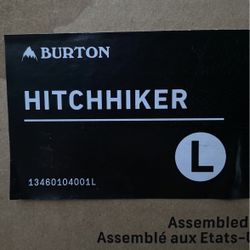 BURTON
HITCHHIKER
L
13460104001L
Assembled
Assemblé aux Etats-